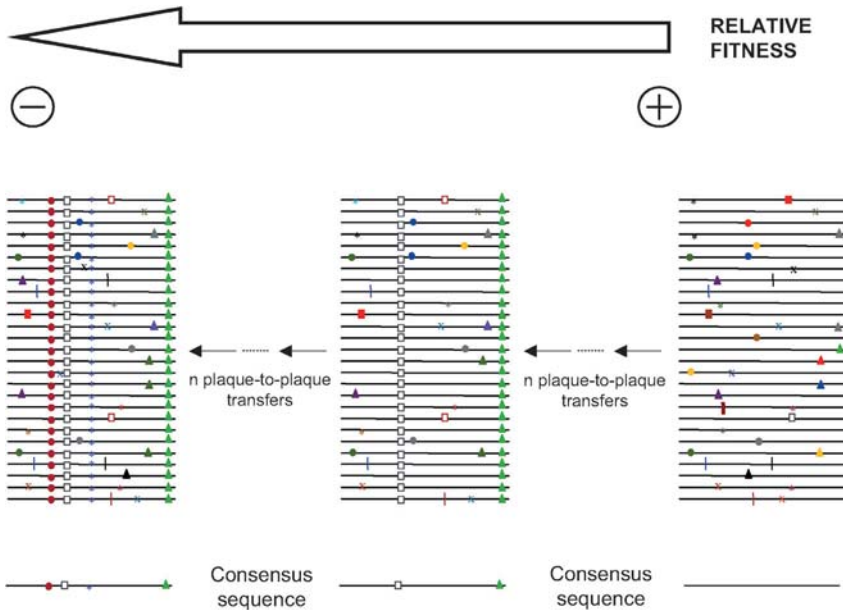 RELATIVE
FITNESS
n plaque-to-plaque
transfers
n plaque-to-plaque
transfers
Consensus
sequence
Consensus
sequence